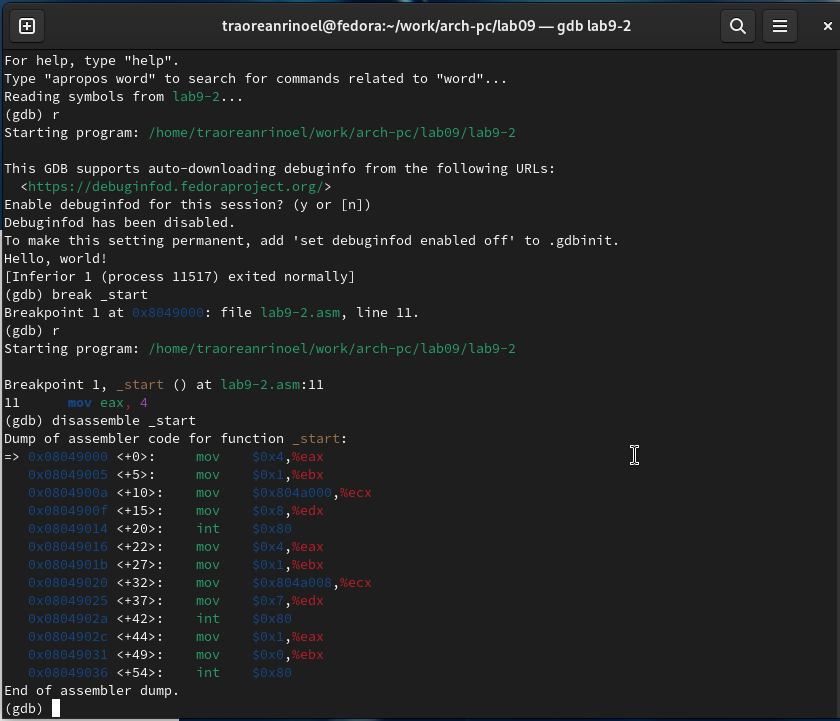 traoreanrinoel@fedora:~/work/arch-pc/lab09 — gdb lab9-2
For help, type "help".
Type "apropos word" to search for commands related to "word"...
Reading symbols from lab9-2...
(gdb) r
Starting program: /home/traoreanrinoel/work/arch-pc/lab09/lab9-2
This GDB supports auto-downloading debuginfo from the following URLs:
  <https://debuginfod.fedoraproject.org/>
Enable debuginfod for this session? (y or [n])
Debuginfod has been disabled.
To make this setting permanent, add 'set debuginfod enabled off' to .gdbinit.
Hello, world!
[Inferior 1 (process 11517) exited normally]
(gdb) break _start
Breakpoint 1 at 0x8049000: file lab9-2.asm, line 11.
(gdb) r
Starting program: /home/traoreanrinoel/work/arch-pc/lab09/lab9-2
Breakpoint 1, _start () at lab9-2.asm:11
11      mov eax, 4
(gdb) disassemble _start
Dump of assembler code for function _start:
=> 0x08049000 <+0>:     mov    $0x4,%eax
   0x08049005 <+5>:     mov    $0x1,%ebx
   0x0804900a <+10>:    mov    $0x804a000,%ecx
   0x0804900f <+15>:    mov    $0x8,%edx
   0x08049014 <+20>:    int    $0x80
   0x08049016 <+22>:    mov    $0x4,%eax
   0x0804901b <+27>:    mov    $0x1,%ebx
   0x08049020 <+32>:    mov    $0x804a008,%ecx
   0x08049025 <+37>:    mov    $0x7,%edx
   0x0804902a <+42>:    int    $0x80
   0x0804902c <+44>:    mov    $0x1,%eax
   0x08049031 <+49>:    mov    $0x0,%ebx
   0x08049036 <+54>:    int    $0x80
End of assembler dump.
(gdb)